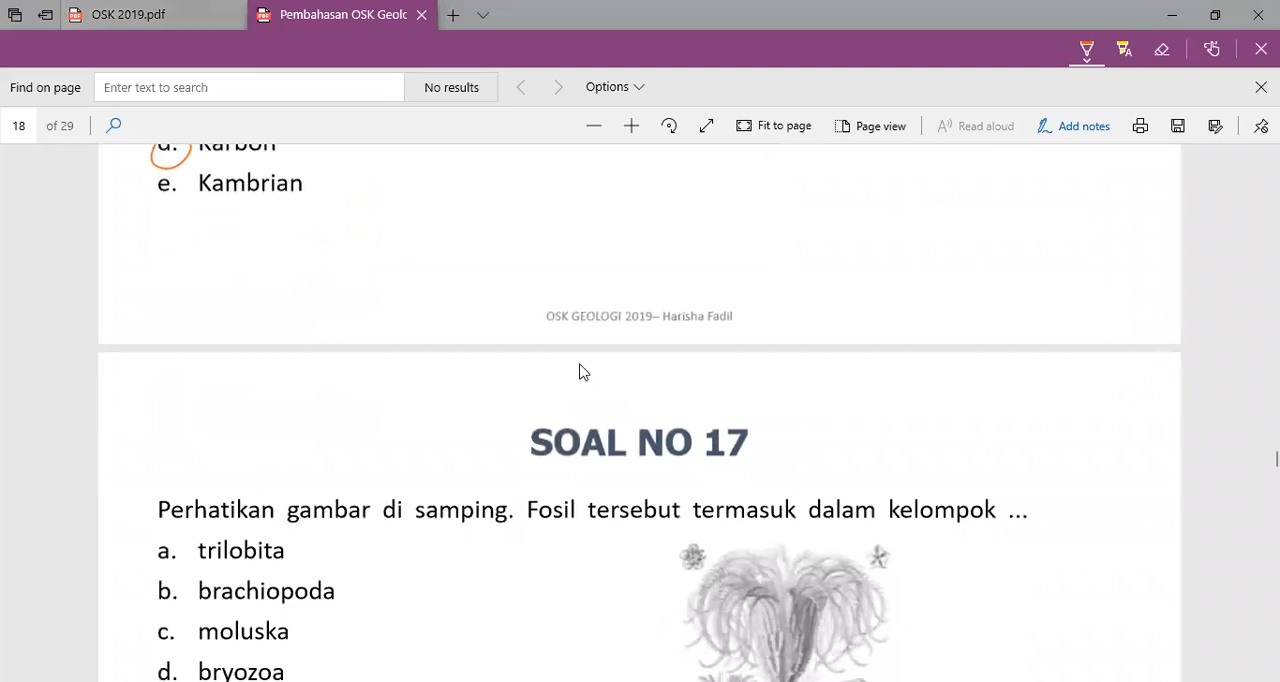 OSK 2019.pdf
Pembahasan OSK Geolc
Find on page
Enter text to search
No results
Options
18 of 29
Fit to page
Page view
Read aloud
Add notes
d. Karbon
e. Kambrian
OSK GEOLOGI 2019– Harisha Fadil
SOAL NO 17
Perhatikan gambar di samping. Fosil tersebut termasuk dalam kelompok ...
a. trilobita
b. brachiopoda
c. moluska
d. bryozoa